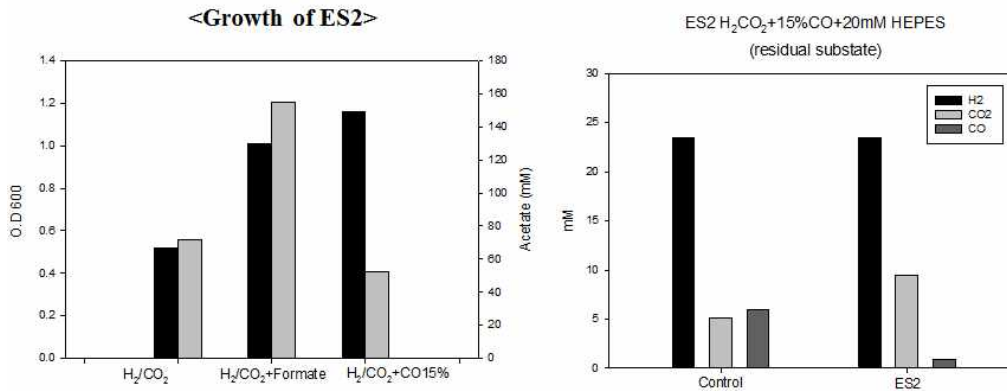 <Growth of ES2>
1.4
1.2
1.0
0.8
0.6
0.4
0.2
0.0
O.D 600
180
160
140
120
100
80
60
40
20
0
Acetate (mM)
H₂/CO₂
H₂/CO₂+Formate
H₂/CO₂+CO15%
ES2 H₂CO₂+15%CO+20mM HEPES
(residual substate)
30
25
20
15
10
5
0
mM
H2
CO2
CO
Control
ES2